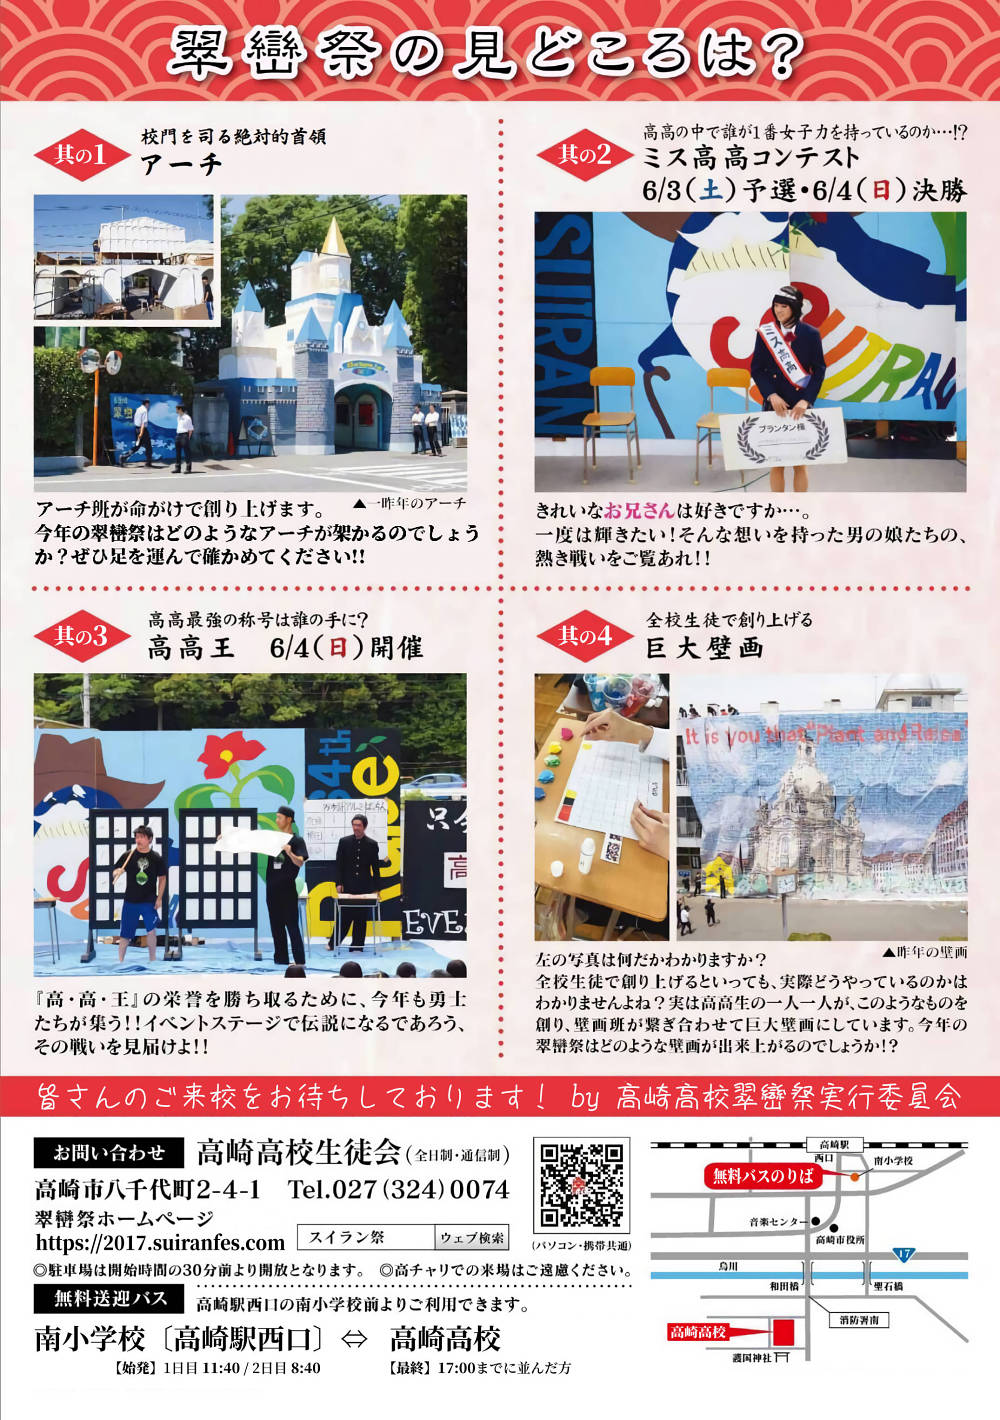 翠巒祭の見どころは？
其の1
校門を司る絶対的首領
アーチ
アーチ班が命がけで創り上げます。
▲一昨年のアーチ
今年の翠巒祭はどのようなアーチが架かるのでしょう
か？ぜひ足を運んで確かめてください!!
其の2
高高の中で誰が1番女子力を持っているのか…!?
ミス高高コンテスト
6/3(土)予選・6/4(日)決勝
SUIRAN
SUIRAN
ミス高高
プランタン権
きれいなお兄さんは好きですか…。
一度は輝きたい！そんな想いを持った男の娘たちの、
熱き戦いをご覧あれ!!
其の3
高高最強の称号は誰の手に？
高高王　6/4(日)開催
64th
Raise
EVE
『高・高・王』の栄誉を勝ち取るために、今年も勇士
たちが集う!!イベントステージで伝説になるであろう、
その戦いを見届けよ!!
其の4
全校生徒で創り上げる
巨大壁画
It is you that "Plant and Raise"
左の写真は何だかわかりますか？
▲昨年の壁画
全校生徒で創り上げるといっても、実際どうやっているのかは
わかりませんよね？実は高高生の一人一人が、このようなものを
創り、壁画班が繋ぎ合わせて巨大壁画にしています。今年の
翠巒祭はどのような壁画が出来上がるのでしょうか!?
皆さんのご来校をお待ちしております！ by 高崎高校翠巒祭実行委員会
お問い合わせ
高崎高校生徒会(全日制・通信制)
高崎市八千代町2-4-1　Tel.027(324)0074
翠巒祭ホームページ
https://2017.suiranfes.com
スイラン祭
ウェブ検索
(パソコン・携帯共通)
◎駐車場は開始時間の30分前より開放となります。 ◎高チャリでの来場はご遠慮ください。
無料送迎バス
高崎駅西口の南小学校前よりご利用できます。
南小学校〔高崎駅西口〕⇔ 高崎高校
【始発】1日目 11:40 / 2日目 8:40
【最終】17:00までに並んだ方
高崎駅
西口
南小学校
無料バスのりば
音楽センター
高崎市役所
17
烏川
和田橋
聖石橋
消防署南
高崎高校
護国神社